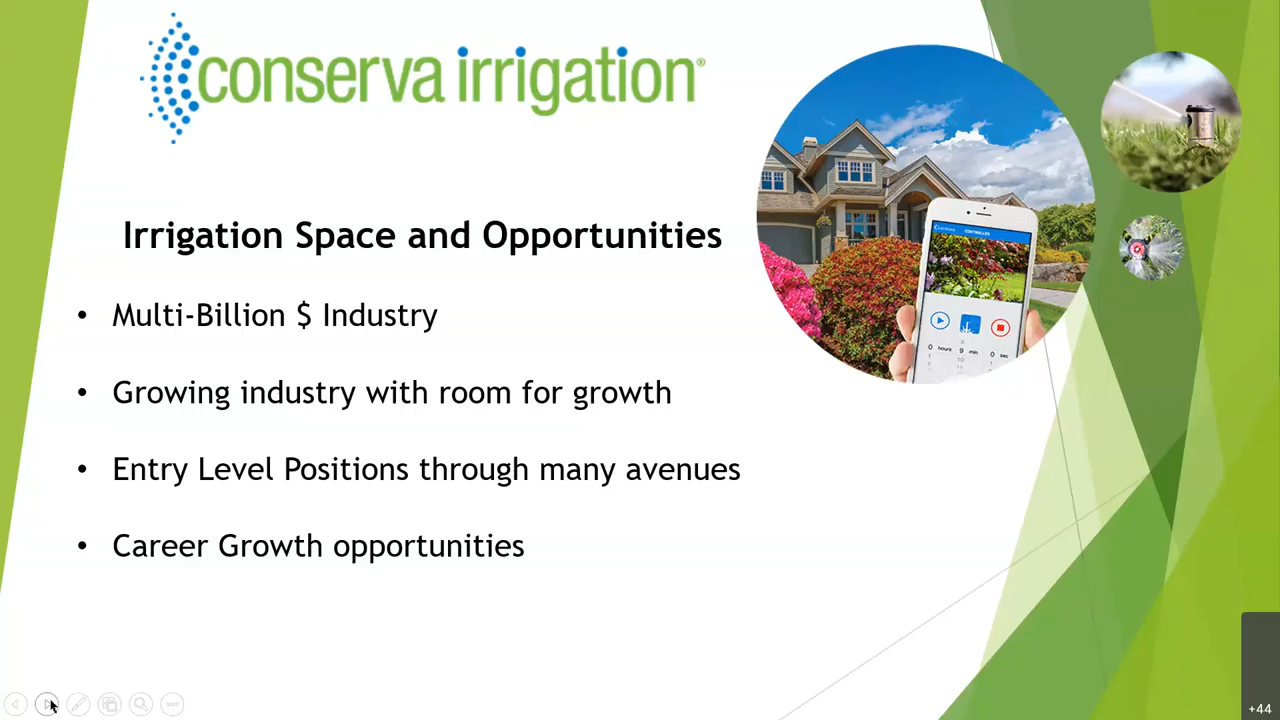 conserva irrigation®
Irrigation Space and Opportunities
• Multi-Billion $ Industry
• Growing industry with room for growth
• Entry Level Positions through many avenues
• Career Growth opportunities
CONTROLLER
0 hours 9 min 0 sec
+44